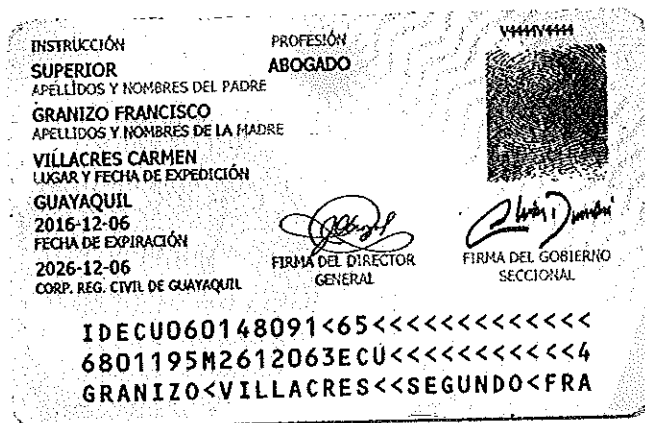 INSTRUCCIÓN
SUPERIOR
PROFESIÓN
ABOGADO
V4444V4444
APELLIDOS Y NOMBRES DEL PADRE
GRANIZO FRANCISCO
APELLIDOS Y NOMBRES DE LA MADRE
VILLACRES CARMEN
LUGAR Y FECHA DE EXPEDICIÓN
GUAYAQUIL
2016-12-06
FECHA DE EXPIRACIÓN
2026-12-06
CORP. REG. CIVIL DE GUAYAQUIL
FIRMA DEL DIRECTOR
GENERAL
FIRMA DEL GOBIERNO
SECCIONAL
IDECU060148091<65<<<<<<<<<<<<<
6801195M2612063ECU<<<<<<<<<<<4
GRANIZO<VILLACRES<<SEGUNDO<FRA